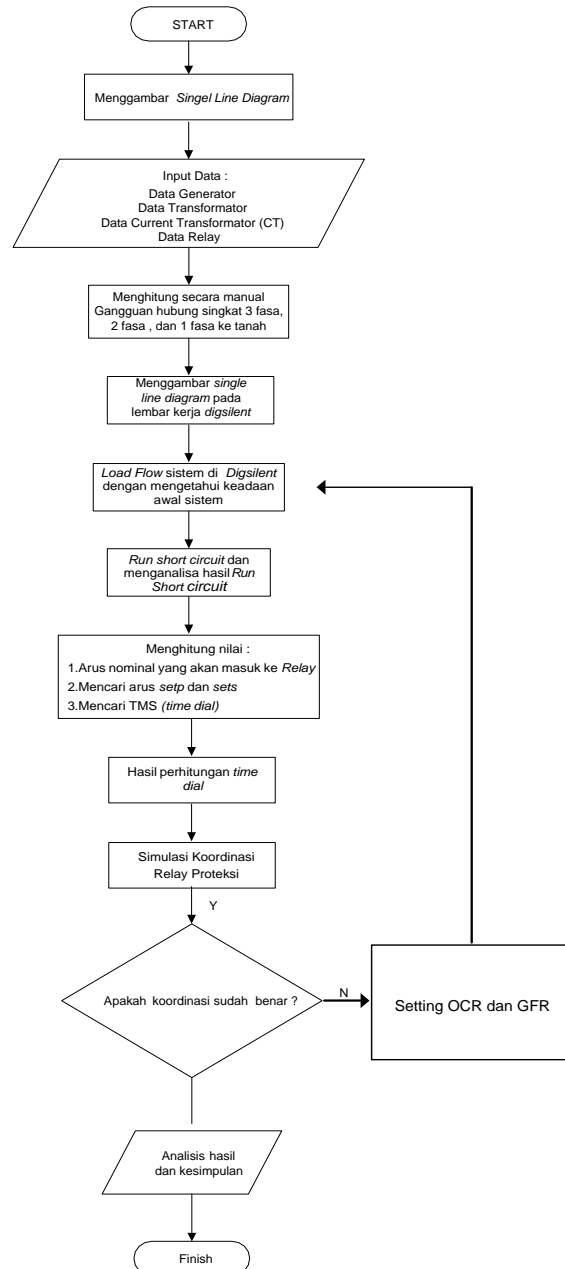 START
Menggambar Singel Line Diagram
Input Data :
Data Generator
Data Transformator
Data Current Transformator (CT)
Data Relay
Menghitung secara manual
Gangguan hubung singkat 3 fasa,
2 fasa , dan 1 fasa ke tanah
Menggambar single
line diagram pada
lembar kerja digsilent
Load Flow sistem di Digsilent
dengan mengetahui keadaan
awal sistem
Run short circuit dan
menganalisa hasil Run
Short circuit
Menghitung nilai :
1.Arus nominal yang akan masuk ke Relay
2.Mencari arus setp dan sets
3.Mencari TMS (time dial)
Hasil perhitungan time
dial
Simulasi Koordinasi
Relay Proteksi
Y
Apakah koordinasi sudah benar ?
N
Setting OCR dan GFR
Analisis hasil
dan kesimpulan
Finish